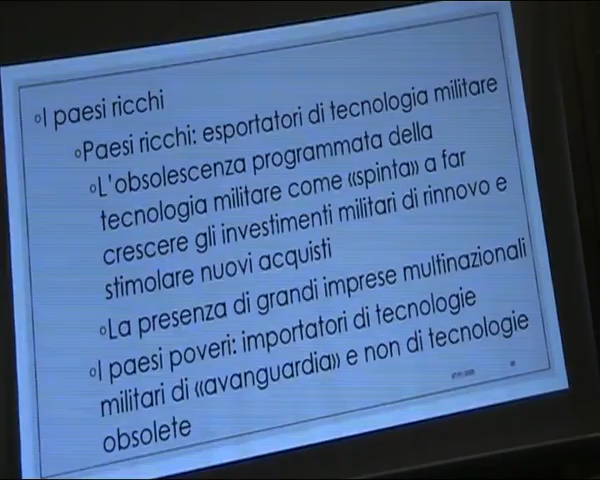 I paesi ricchi
Paesi ricchi: esportatori di tecnologia militare
L'obsolescenza programmata della
tecnologia militare come «spinta» a far
crescere gli investimenti militari di rinnovo e
stimolare nuovi acquisti
La presenza di grandi imprese multinazionali
I paesi poveri: importatori di tecnologie
militari di «avanguardia» e non di tecnologie
obsolete